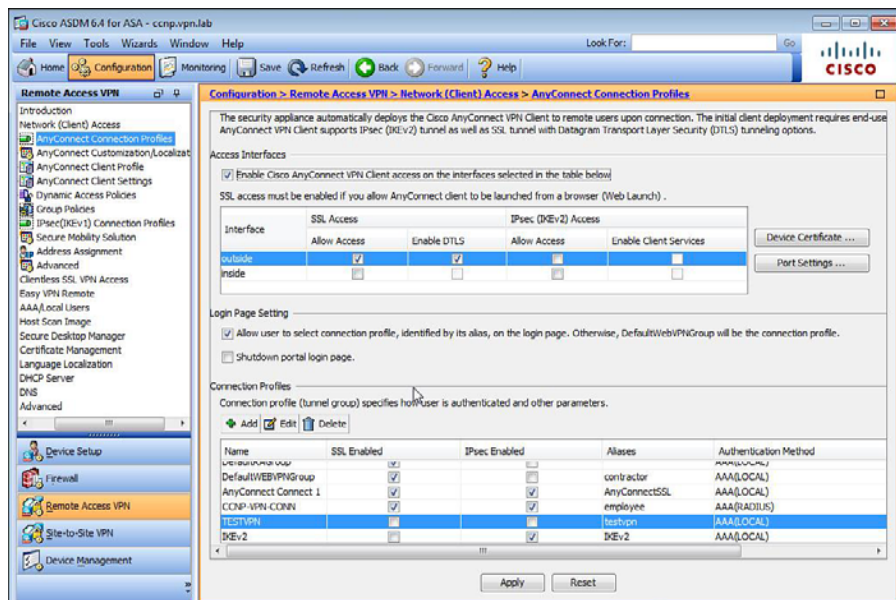 Cisco ASDM 6.4 for ASA - ccnp.vpn.lab
File View Tools Wizards Window Help
Look For:
Go
Home Configuration Monitoring Save Refresh Back Forward Help
CISCO
Remote Access VPN
Introduction
Network (Client) Access
AnyConnect Connection Profiles
AnyConnect Customization/Localizat
AnyConnect Client Profile
AnyConnect Client Settings
Dynamic Access Policies
Group Policies
IPsec(IKEv1) Connection Profiles
Secure Mobility Solution
Address Assignment
Advanced
Clientless SSL VPN Access
Easy VPN Remote
AAA/Local Users
Host Scan Image
Secure Desktop Manager
Certificate Management
Language Localization
DHCP Server
DNS
Advanced
Device Setup
Firewall
Remote Access VPN
Site-to-Site VPN
Device Management
Configuration > Remote Access VPN > Network (Client) Access > AnyConnect Connection Profiles
The security appliance automatically deploys the Cisco AnyConnect VPN Client to remote users upon connection. The initial client deployment requires end-use
AnyConnect VPN Client supports IPsec (IKEv2) tunnel as well as SSL tunnel with Datagram Transport Layer Security (DTLS) tunneling options.
Access Interfaces
Enable Cisco AnyConnect VPN Client access on the interfaces selected in the table below
SSL access must be enabled if you allow AnyConnect client to be launched from a browser (Web Launch) .
Interface
SSL Access
IPsec (IKEv2) Access
Allow Access
Enable DTLS
Allow Access
Enable Client Services
outside
inside
Device Certificate ...
Port Settings ...
Login Page Setting
Allow user to select connection profile, identified by its alias, on the login page. Otherwise, DefaultWebVPNGroup will be the connection profile.
Shutdown portal login page.
Connection Profiles
Connection profile (tunnel group) specifies how user is authenticated and other parameters.
Add Edit Delete
Name SSL Enabled IPsec Enabled Aliases Authentication Method
DefaultRAGroup AAA(LOCAL)
DefaultWEBVPNGroup contractor AAA(LOCAL)
AnyConnect Connect 1 AnyConnectSSL AAA(LOCAL)
CCNP-VPN-CONN employee AAA(RADIUS)
TESTVPN testvpn AAA(LOCAL)
IKEv2 IKEv2 AAA(LOCAL)
Apply
Reset